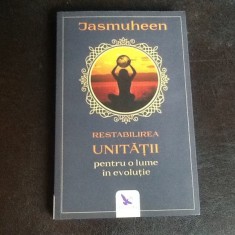 Jasmuheen
RESTABILIREA
UNITĂȚII
pentru o lume
în evoluție